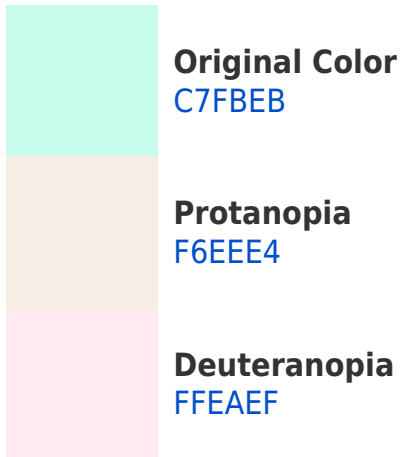 Original Color
C7FBEB
Protanopia
F6EEE4
Deuteranopia
FFEAEF